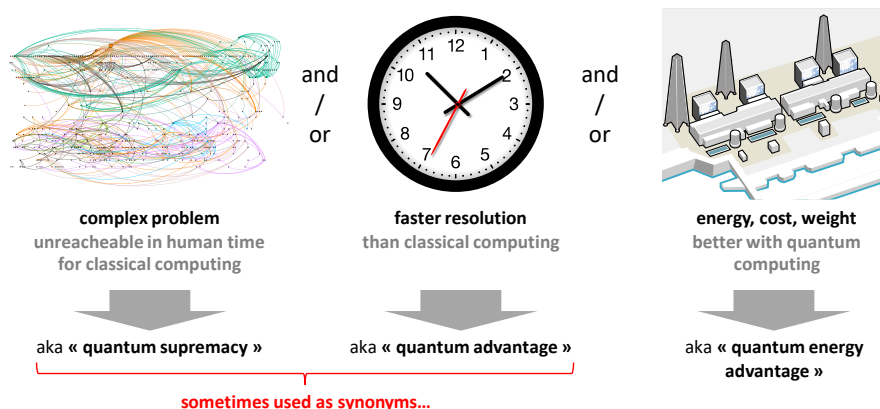 and
/
or
12
1
2
3
4
5
6
7
8
9
10
11
and
/
or
complex problem
unreacheable in human time
for classical computing
faster resolution
than classical computing
energy, cost, weight
better with quantum
computing
aka « quantum supremacy »
aka « quantum advantage »
aka « quantum energy
advantage »
sometimes used as synonyms…